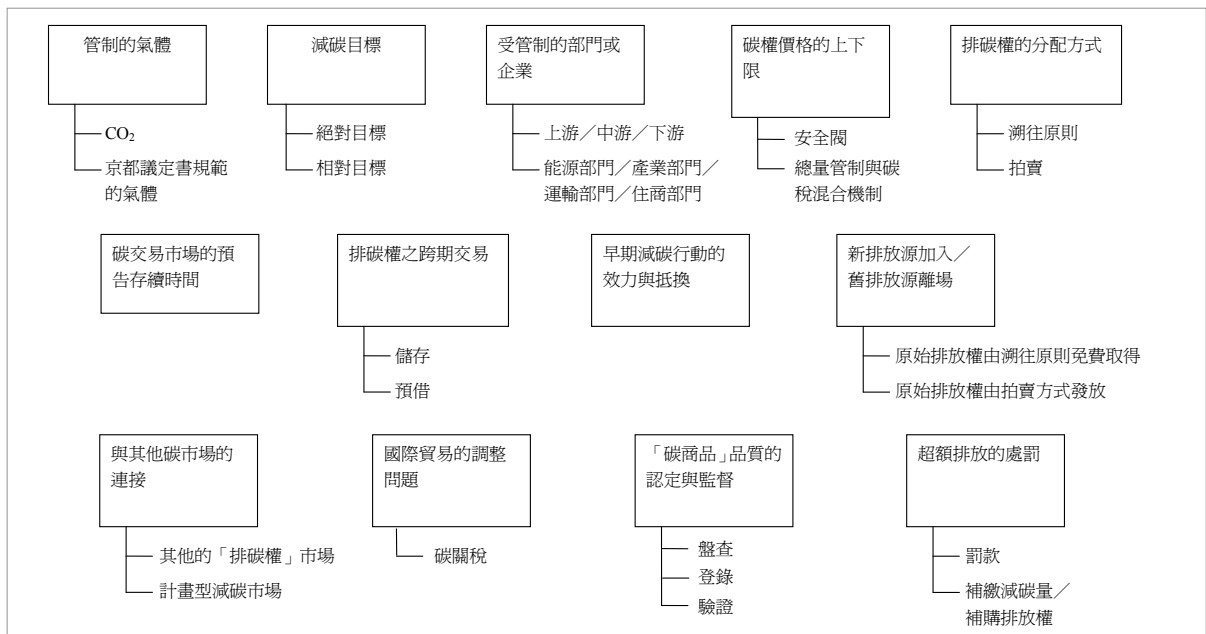 管制的氣體
CO₂
京都議定書規範
的氣體
減碳目標
絕對目標
相對目標
受管制的部門或
企業
上游／中游／下游
能源部門／產業部門／
運輸部門／住商部門
碳權價格的上下
限
安全閥
總量管制與碳
稅混合機制
排碳權的分配方式
溯往原則
拍賣
碳交易市場的預
告存續時間
排碳權之跨期交易
儲存
預借
早期減碳行動的
效力與抵換
新排放源加入／
舊排放源離場
原始排放權由溯往原則免費取得
原始排放權由拍賣方式發放
與其他碳市場的
連接
其他的「排碳權」市場
計畫型減碳市場
國際貿易的調整
問題
碳關稅
「碳商品」品質的
認定與監督
盤查
登錄
驗證
超額排放的處罰
罰款
補繳減碳量／
補購排放權